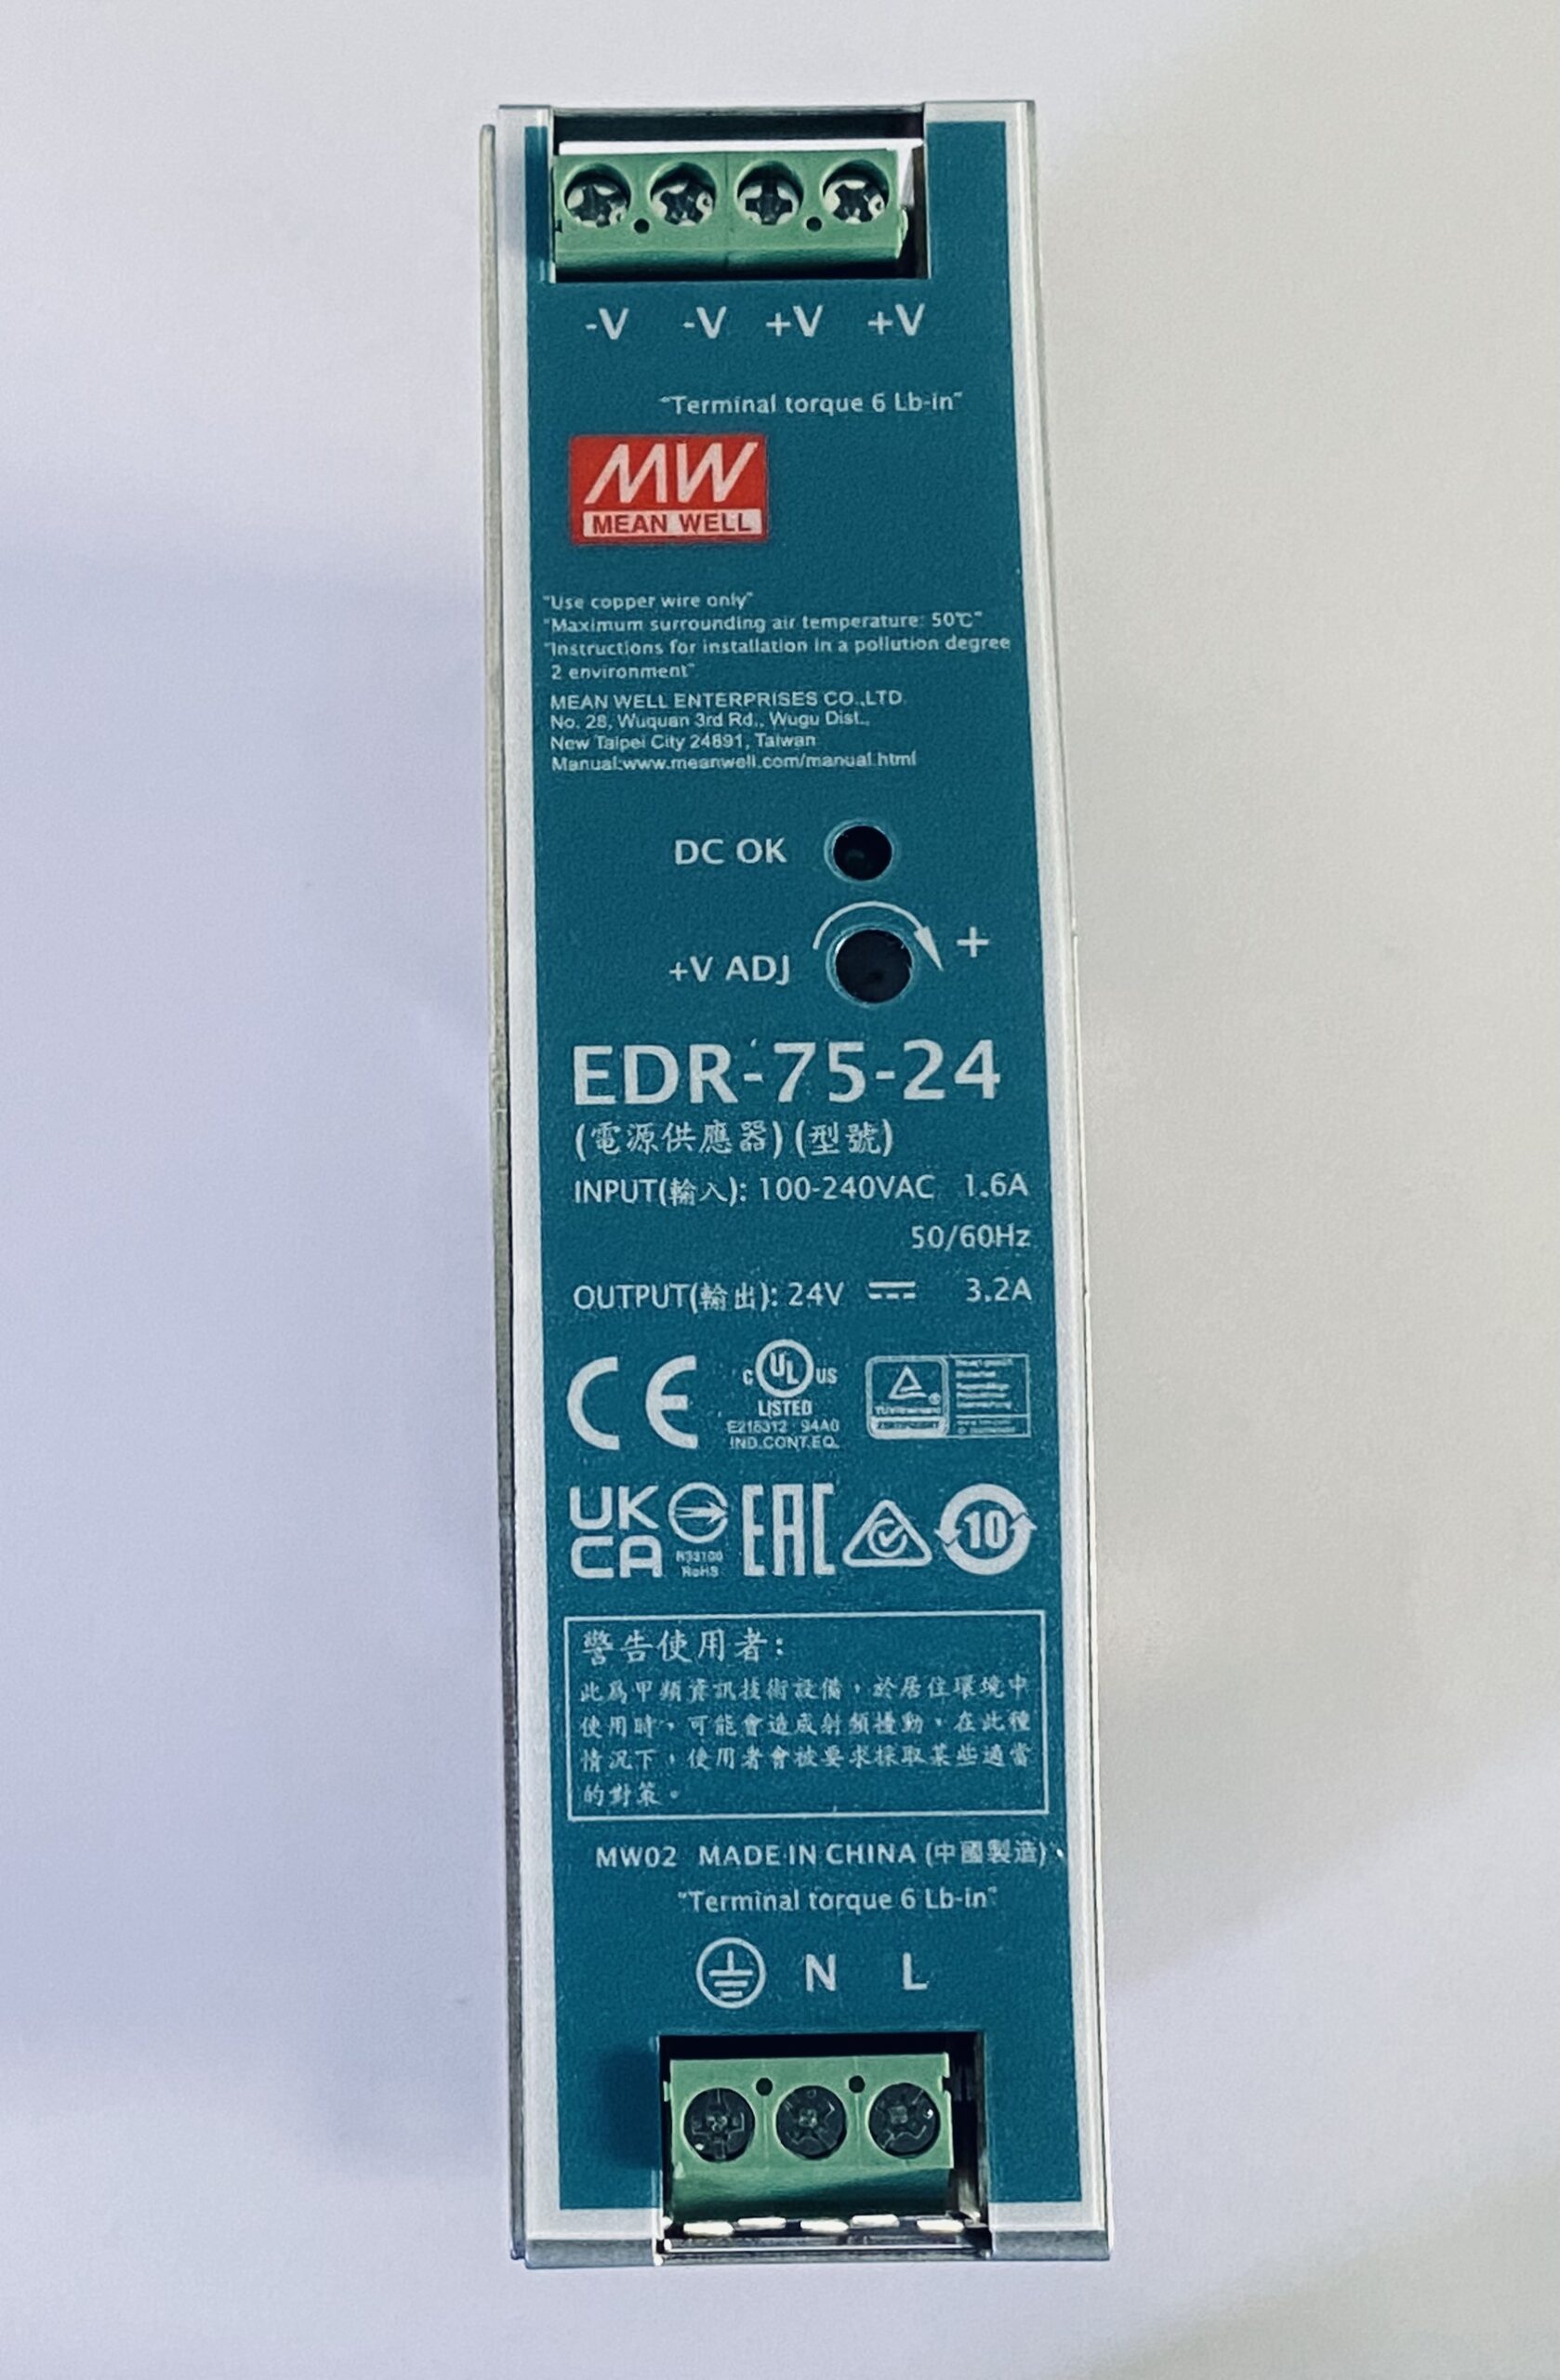 -V -V +V +V
"Terminal torque 6 Lb-in"
MW
MEAN WELL
"Use copper wire only"
"Maximum surrounding air temperature: 50℃"
"Instructions for installation in a pollution degree
2 environment"
MEAN WELL ENTERPRISES CO.,LTD.
No. 28, Wuquan 3rd Rd., Wugu Dist.,
New Taipei City 24891, Taiwan
Manual:www.meanwell.com/manual.html
DC OK
+V ADJ +
EDR-75-24
(電源供應器)(型號)
INPUT(輸入): 100-240VAC 1.6A
50/60Hz
OUTPUT(輸出): 24V 3.2A
CE
c UL US
LISTED
E216312 94A0
IND.CONT.EQ.
UK
CA
R33100
RoHS
EAC
10
警告使用者:
此為甲類資訊技術設備,於居住環境中
使用時,可能會造成射頻擾動,在此種
情況下,使用者會被要求採取某些適當
的對策。
MW02 MADE IN CHINA (中國製造)
"Terminal torque 6 Lb-in"
N L